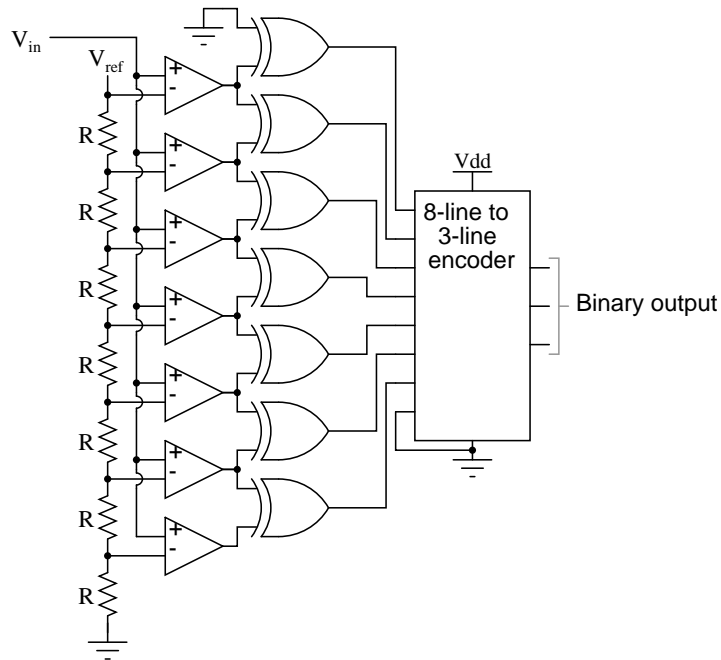 Vin
Vref
+
-
R
+
-
R
+
-
R
+
-
R
+
-
R
+
-
R
+
-
R
Vdd
8-line to
3-line
encoder
Binary output